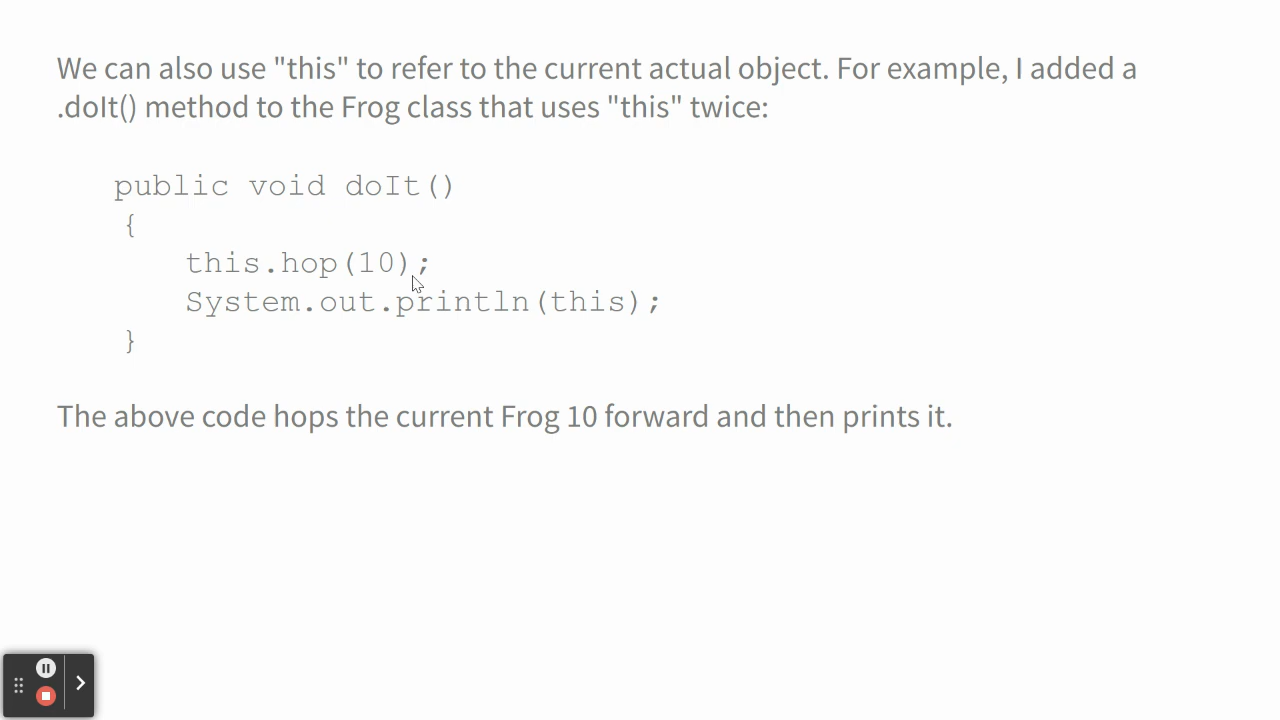 We can also use "this" to refer to the current actual object. For example, I added a
.doIt() method to the Frog class that uses "this" twice:
public void doIt()
{
this.hop(10);
System.out.println(this);
}
The above code hops the current Frog 10 forward and then prints it.